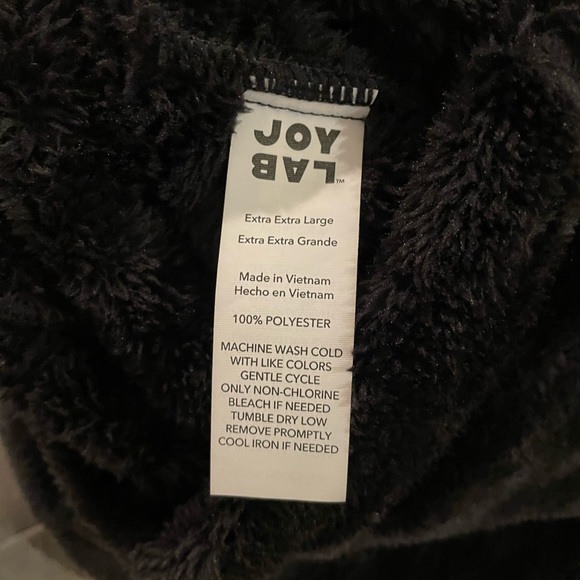 JOY
LAB™
Extra Extra Large
Extra Extra Grande
Made in Vietnam
Hecho en Vietnam
100% POLYESTER
MACHINE WASH COLD
WITH LIKE COLORS
GENTLE CYCLE
ONLY NON-CHLORINE
BLEACH IF NEEDED
TUMBLE DRY LOW
REMOVE PROMPTLY
COOL IRON IF NEEDED